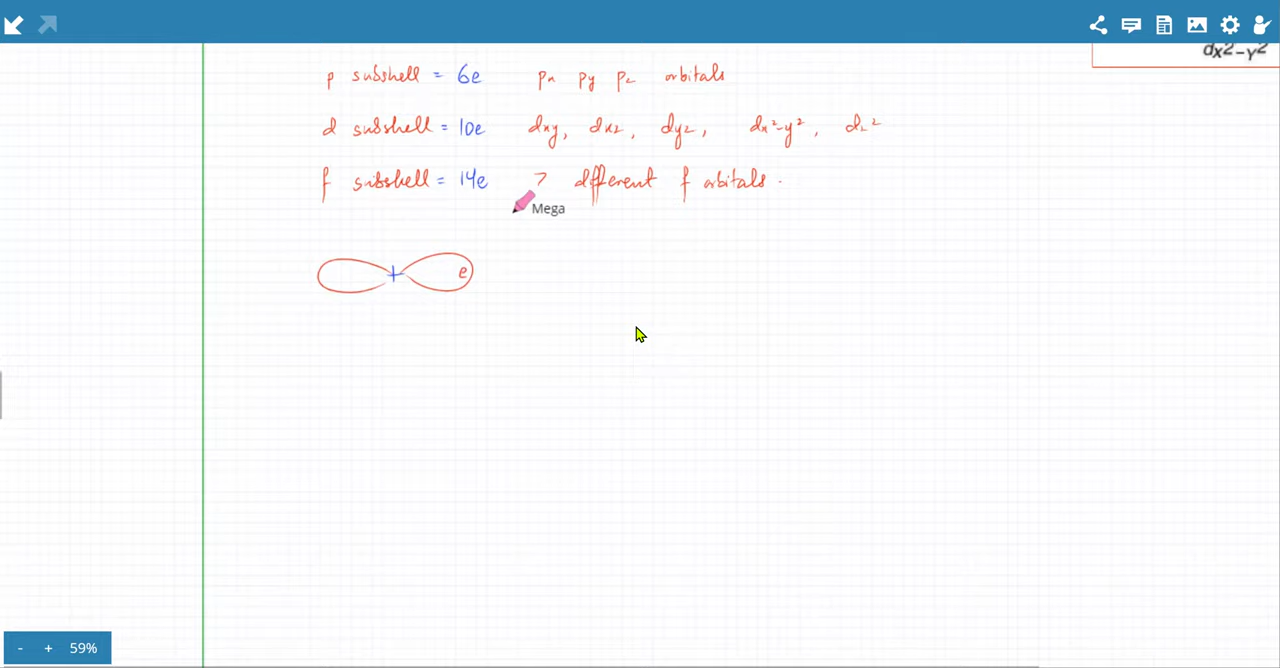 dx2-y2
p subshell = 6e px py pz orbitals
d subshell = 10e dxy, dxz, dyz, dx²-y², dz²
f subshell = 14e 7 different f orbitals.
Mega
+ e
- + 59%